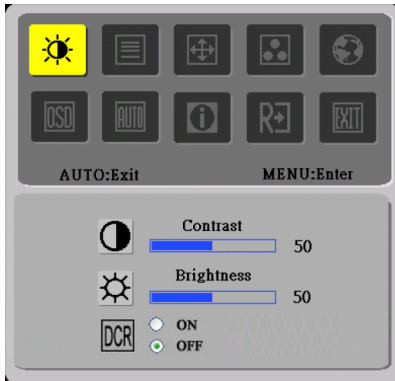 OSD AUTO i R EXIT
AUTO:Exit MENU:Enter
Contrast
50
Brightness
50
DCR
ON
OFF